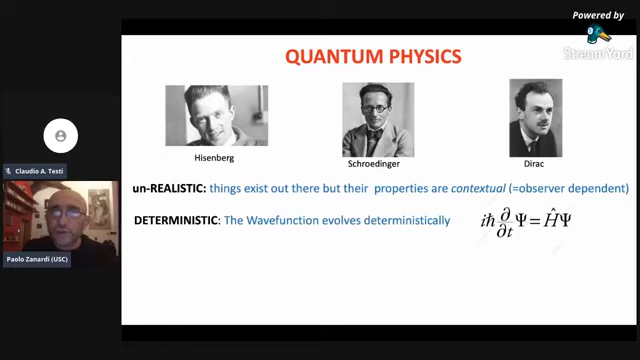 Powered by
StreamYard
QUANTUM PHYSICS
Hisenberg
Schroedinger
Dirac
un-REALISTIC: things exist out there but their properties are contextual (=observer dependent)
DETERMINISTIC: The Wavefunction evolves deterministically
iħ ∂/∂t Ψ = ĤΨ
Claudio A. Testi
Paolo Zanardi (USC)